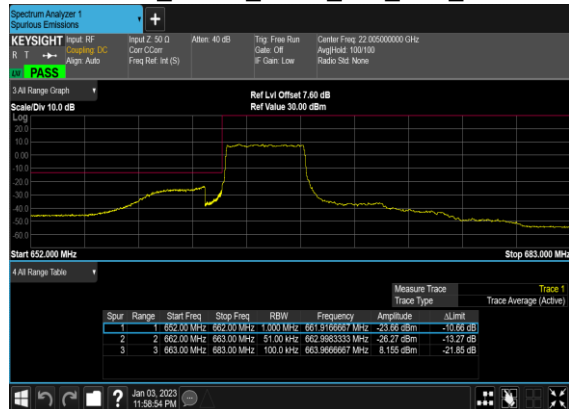 Spectrum Analyzer 1
Spurious Emissions
KEYSIGHT Input: RF Input Z: 50 Ω Atten: 40 dB Trig: Free Run Center Freq: 22.005000000 GHz
R T Coupling: DC Corr CCorr Gate: Off Avg|Hold: 100/100
Align: Auto Freq Ref: Int (S) IF Gain: Low Radio Std: None
PASS
3 All Range Graph Ref Lvl Offset 7.60 dB
Scale/Div 10.0 dB Ref Value 30.00 dBm
Log
20.0
10.0
0.00
-10.0
-20.0
-30.0
-40.0
-50.0
-60.0
Start 652.000 MHz Stop 683.000 MHz
4 All Range Table
Measure Trace Trace 1
Trace Type Trace Average (Active)
Spur Range Start Freq Stop Freq RBW Frequency Amplitude ΔLimit
1 1 652.00 MHz 662.00 MHz 1.000 MHz 661.9166667 MHz -23.66 dBm -10.66 dB
2 2 662.00 MHz 663.00 MHz 51.00 kHz 662.9983333 MHz -26.27 dBm -13.27 dB
3 3 663.00 MHz 683.00 MHz 100.0 kHz 663.9666667 MHz 8.155 dBm -21.85 dB
? Jan 03, 2023
11:58:54 PM